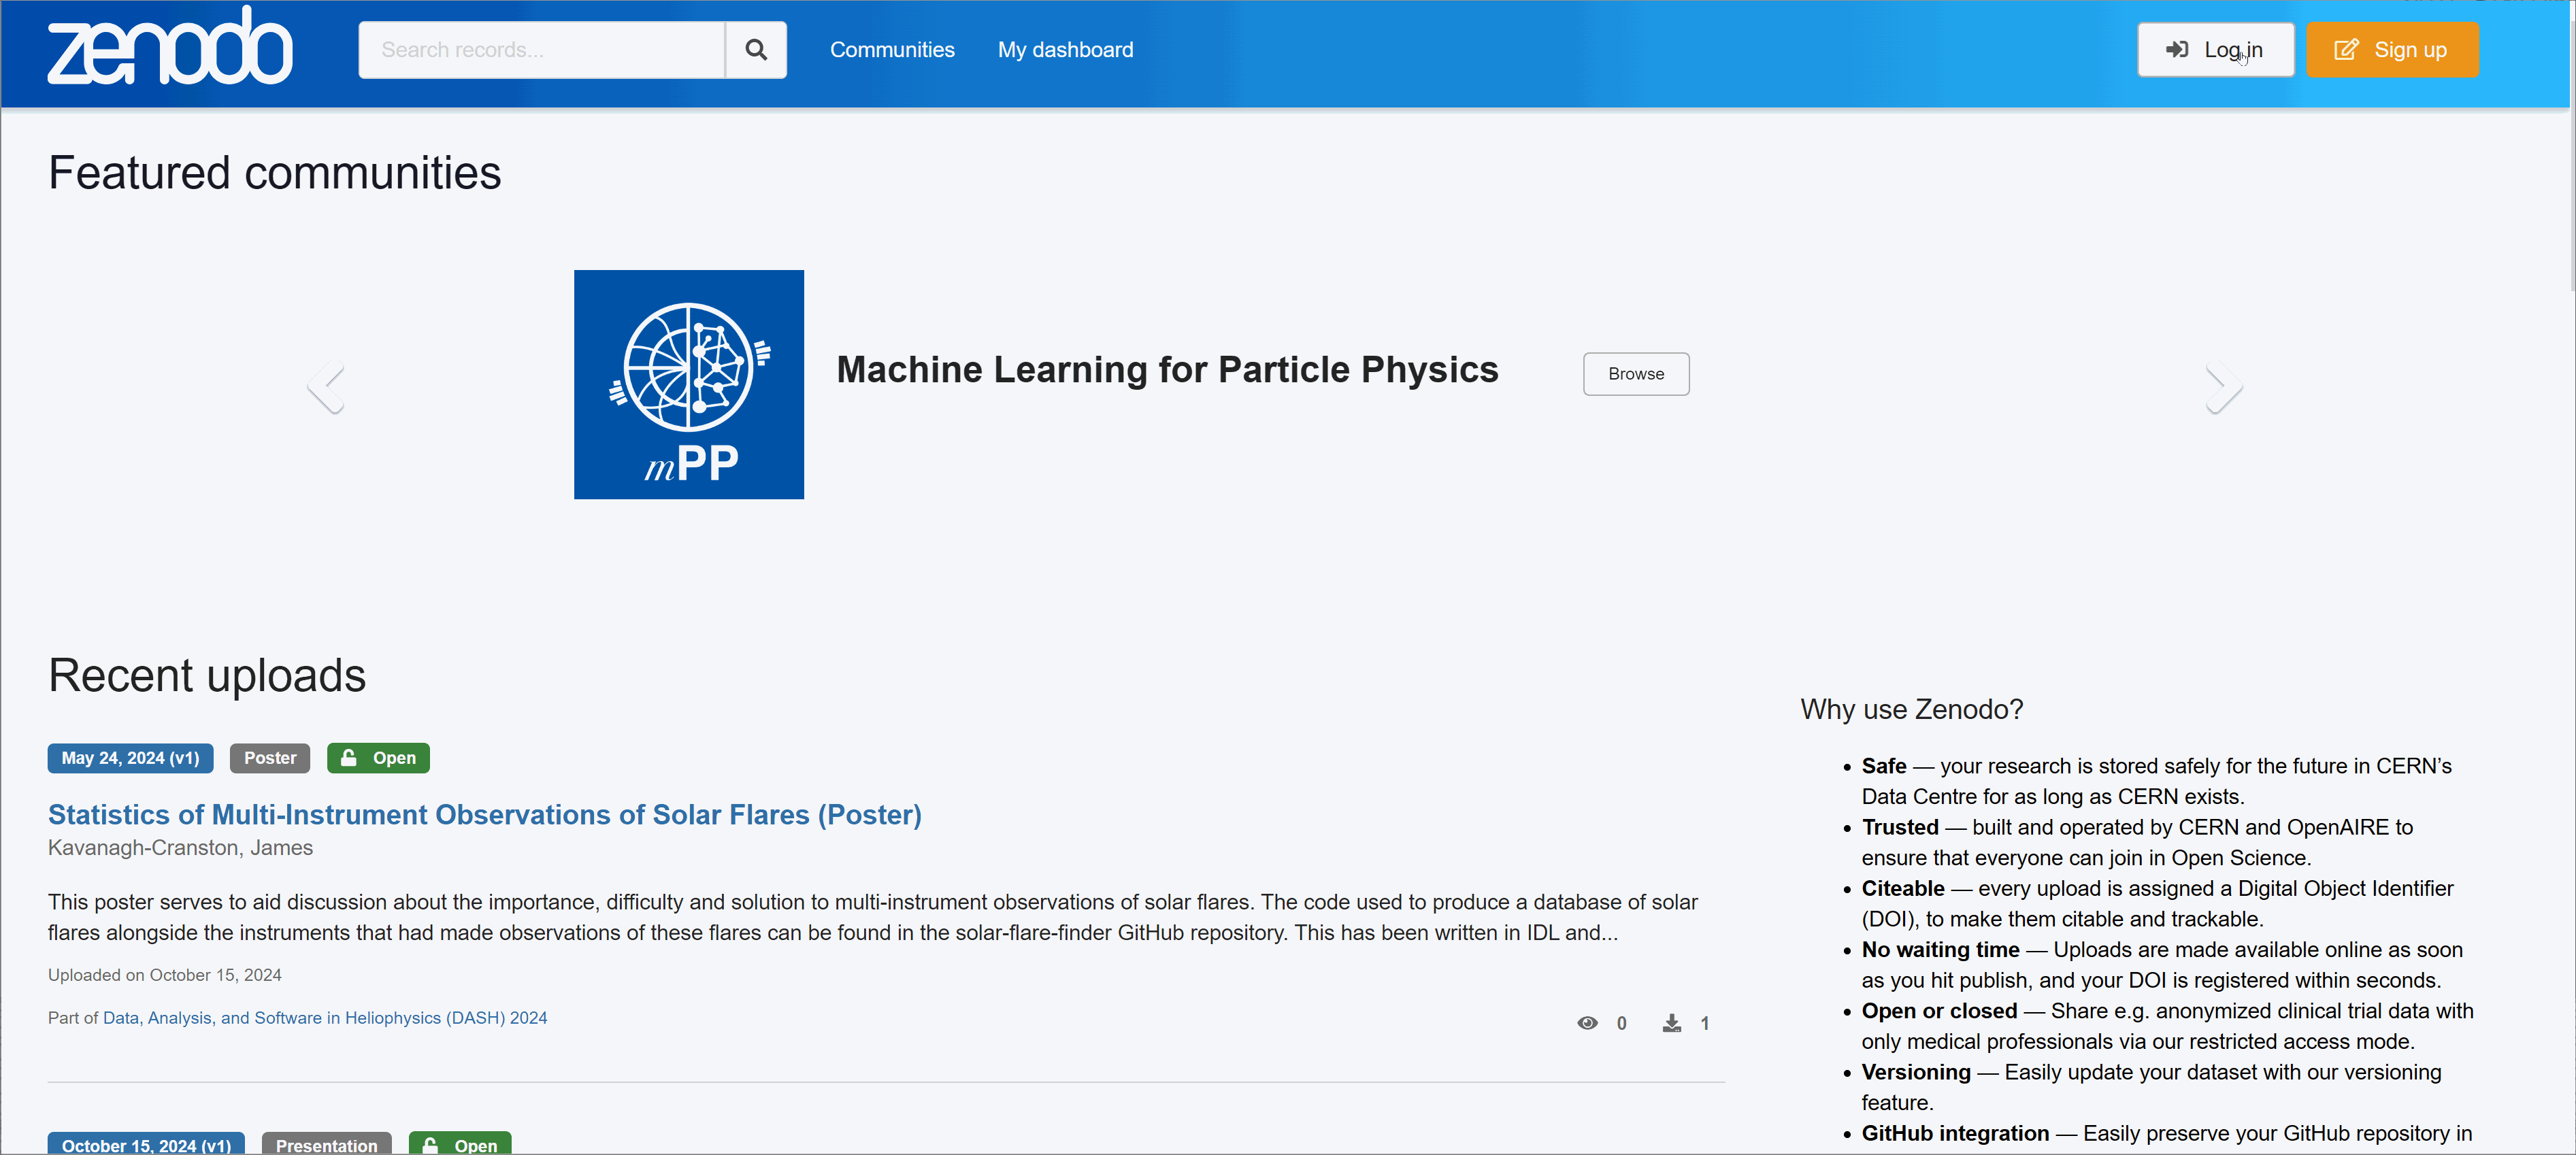 zenodo
Search records...
Communities
My dashboard
Log in
Sign up
Featured communities
mPP
Machine Learning for Particle Physics
Browse
Recent uploads
May 24, 2024 (v1)
Poster
Open
Statistics of Multi-Instrument Observations of Solar Flares (Poster)
Kavanagh-Cranston, James
This poster serves to aid discussion about the importance, difficulty and solution to multi-instrument observations of solar flares. The code used to produce a database of solar
flares alongside the instruments that had made observations of these flares can be found in the solar-flare-finder GitHub repository. This has been written in IDL and...
Uploaded on October 15, 2024
Part of Data, Analysis, and Software in Heliophysics (DASH) 2024
0
1
October 15, 2024 (v1)
Presentation
Open
Why use Zenodo?
• Safe — your research is stored safely for the future in CERN’s
Data Centre for as long as CERN exists.
• Trusted — built and operated by CERN and OpenAIRE to
ensure that everyone can join in Open Science.
• Citeable — every upload is assigned a Digital Object Identifier
(DOI), to make them citable and trackable.
• No waiting time — Uploads are made available online as soon
as you hit publish, and your DOI is registered within seconds.
• Open or closed — Share e.g. anonymized clinical trial data with
only medical professionals via our restricted access mode.
• Versioning — Easily update your dataset with our versioning
feature.
• GitHub integration — Easily preserve your GitHub repository in